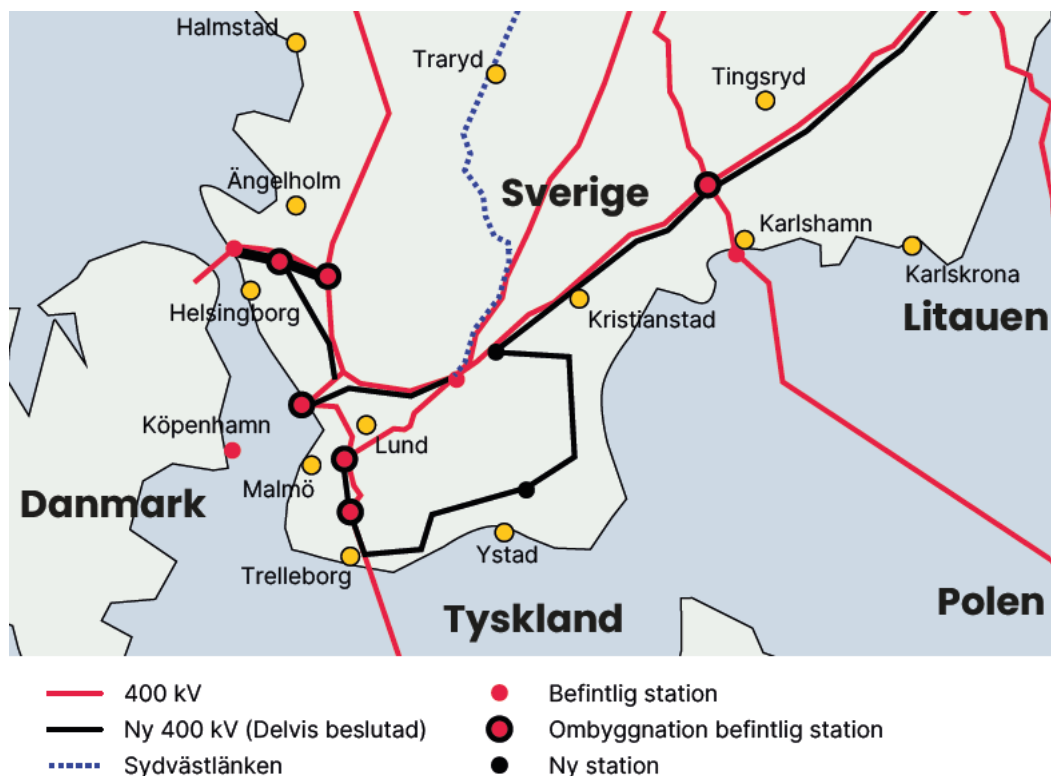 Halmstad
Traryd
Tingsryd
Ängelholm
Sverige
Karlshamn
Karlskrona
Helsingborg
Kristianstad
Litauen
Köpenhamn
Lund
Malmö
Danmark
Ystad
Trelleborg
Tyskland
Polen
400 kV
Befintlig station
Ny 400 kV (Delvis beslutad)
Ombyggnation befintlig station
Sydvästlänken
Ny station